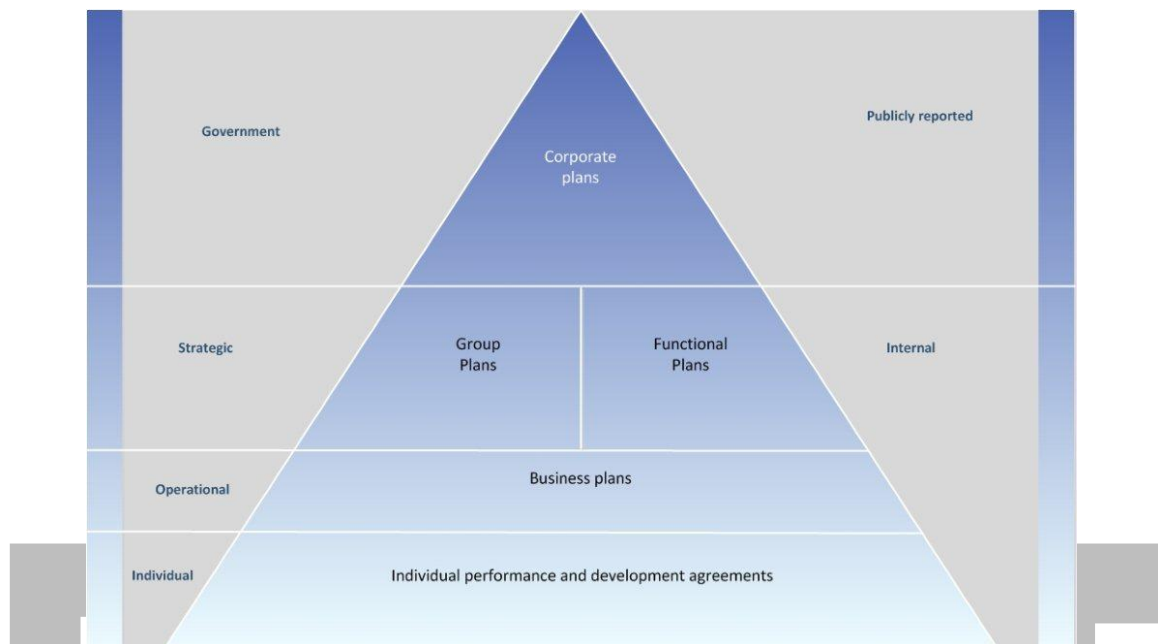 Government
Publicly reported
Corporate
plans
Strategic
Group
Plans
Functional
Plans
Internal
Operational
Business plans
Individual
Individual performance and development agreements